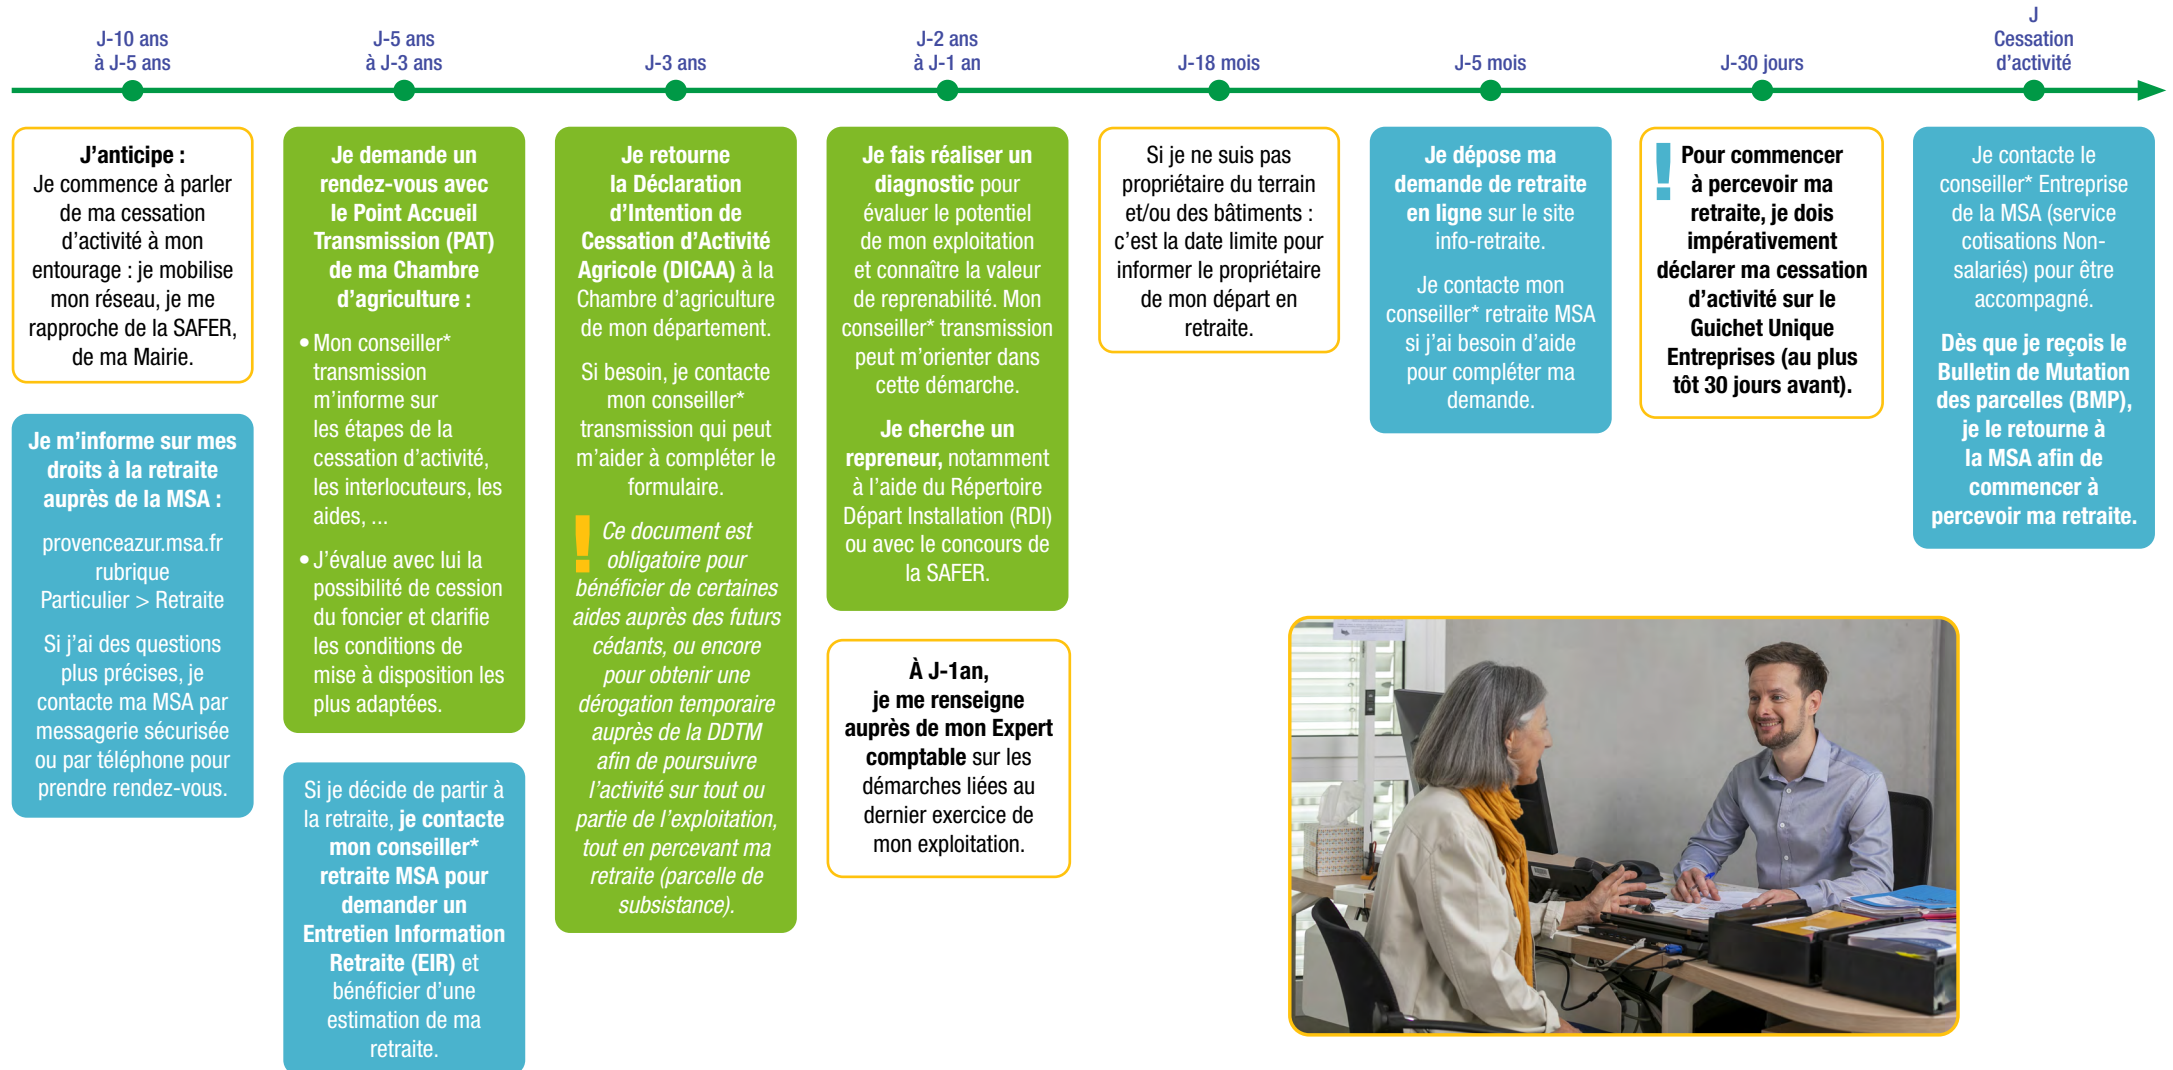 J-10 ans
à J-5 ans
J'anticipe :
Je commence à parler
de ma cessation
d'activité à mon
entourage : je mobilise
mon réseau, je me
rapproche de la SAFER,
de ma Mairie.
Je m'informe sur mes
droits à la retraite
auprès de la MSA :
provenceazur.msa.fr
rubrique
Particulier > Retraite
Si j'ai des questions
plus précises, je
contacte ma MSA par
messagerie sécurisée
ou par téléphone pour
prendre rendez-vous.
J-5 ans
à J-3 ans
Je demande un
rendez-vous avec
le Point Accueil
Transmission (PAT)
de ma Chambre
d'agriculture :
• Mon conseiller*
transmission
m'informe sur
les étapes de la
cessation d'activité,
les interlocuteurs, les
aides, ...
• J'évalue avec lui la
possibilité de cession
du foncier et clarifie
les conditions de
mise à disposition les
plus adaptées.
Si je décide de partir à
la retraite, je contacte
mon conseiller*
retraite MSA pour
demander un
Entretien Information
Retraite (EIR) et
bénéficier d'une
estimation de ma
retraite.
J-3 ans
Je retourne
la Déclaration
d'Intention de
Cessation d'Activité
Agricole (DICAA) à la
Chambre d'agriculture
de mon département.
Si besoin, je contacte
mon conseiller*
transmission qui peut
m'aider à compléter le
formulaire.
! Ce document est
obligatoire pour
bénéficier de certaines
aides auprès des futurs
cédants, ou encore
pour obtenir une
dérogation temporaire
auprès de la DDTM
afin de poursuivre
l'activité sur tout ou
partie de l'exploitation,
tout en percevant ma
retraite (parcelle de
subsistance).
J-2 ans
à J-1 an
Je fais réaliser un
diagnostic pour
évaluer le potentiel
de mon exploitation
et connaître la valeur
de reprenabilité. Mon
conseiller* transmission
peut m'orienter dans
cette démarche.
Je cherche un
repreneur, notamment
à l'aide du Répertoire
Départ Installation (RDI)
ou avec le concours de
la SAFER.
À J-1an,
je me renseigne
auprès de mon Expert
comptable sur les
démarches liées au
dernier exercice de
mon exploitation.
J-18 mois
Si je ne suis pas
propriétaire du terrain
et/ou des bâtiments :
c'est la date limite pour
informer le propriétaire
de mon départ en
retraite.
J-5 mois
Je dépose ma
demande de retraite
en ligne sur le site
info-retraite.
Je contacte mon
conseiller* retraite MSA
si j'ai besoin d'aide
pour compléter ma
demande.
J-30 jours
! Pour commencer
à percevoir ma
retraite, je dois
impérativement
déclarer ma cessation
d'activité sur le
Guichet Unique
Entreprises (au plus
tôt 30 jours avant).
J
Cessation
d'activité
Je contacte le
conseiller* Entreprise
de la MSA (service
cotisations Non-
salariés) pour être
accompagné.
Dès que je reçois le
Bulletin de Mutation
des parcelles (BMP),
je le retourne à
la MSA afin de
commencer à
percevoir ma retraite.